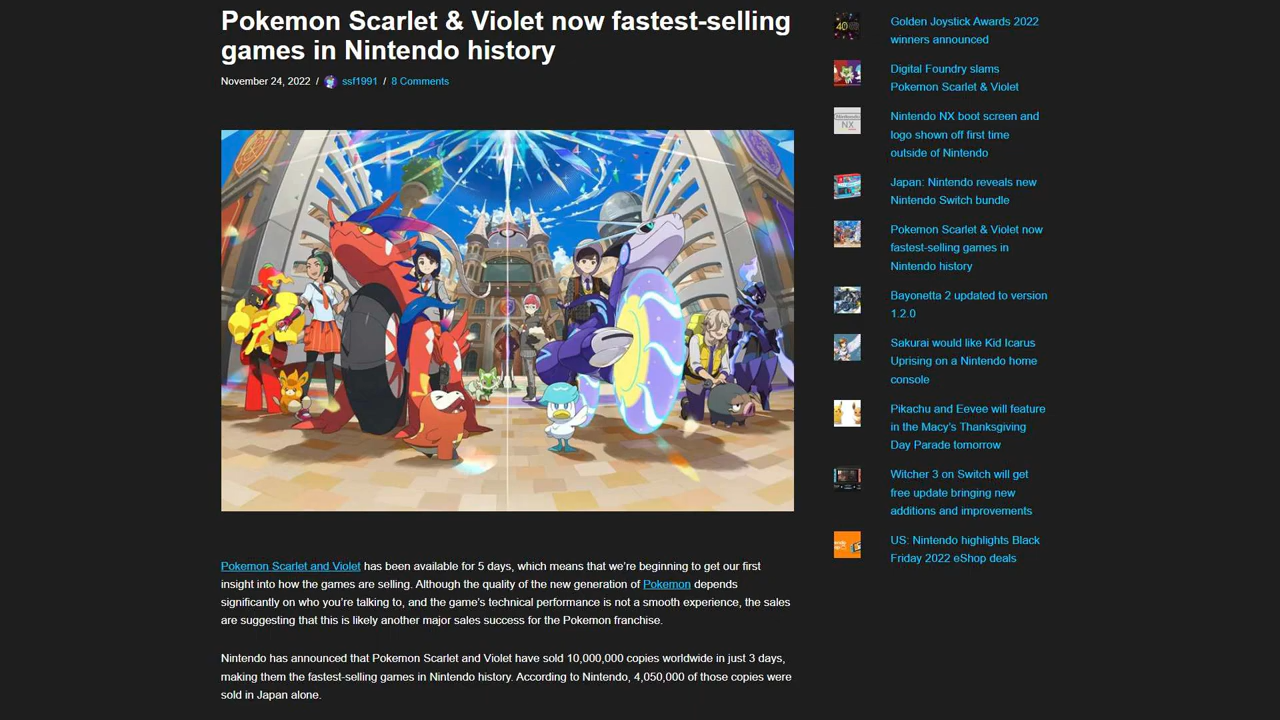 Pokemon Scarlet & Violet now fastest-selling
games in Nintendo history
November 24, 2022 / ssf1991 / 8 Comments
Pokemon Scarlet and Violet has been available for 5 days, which means that we're beginning to get our first
insight into how the games are selling. Although the quality of the new generation of Pokemon depends
significantly on who you're talking to, and the game's technical performance is not a smooth experience, the sales
are suggesting that this is likely another major sales success for the Pokemon franchise.
Nintendo has announced that Pokemon Scarlet and Violet have sold 10,000,000 copies worldwide in just 3 days,
making them the fastest-selling games in Nintendo history. According to Nintendo, 4,050,000 of those copies were
sold in Japan alone.
Golden Joystick Awards 2022
winners announced
Digital Foundry slams
Pokemon Scarlet & Violet
Nintendo NX boot screen and
logo shown off first time
outside of Nintendo
Japan: Nintendo reveals new
Nintendo Switch bundle
Pokemon Scarlet & Violet now
fastest-selling games in
Nintendo history
Bayonetta 2 updated to version
1.2.0
Sakurai would like Kid Icarus
Uprising on a Nintendo home
console
Pikachu and Eevee will feature
in the Macy's Thanksgiving
Day Parade tomorrow
Witcher 3 on Switch will get
free update bringing new
additions and improvements
US: Nintendo highlights Black
Friday 2022 eShop deals